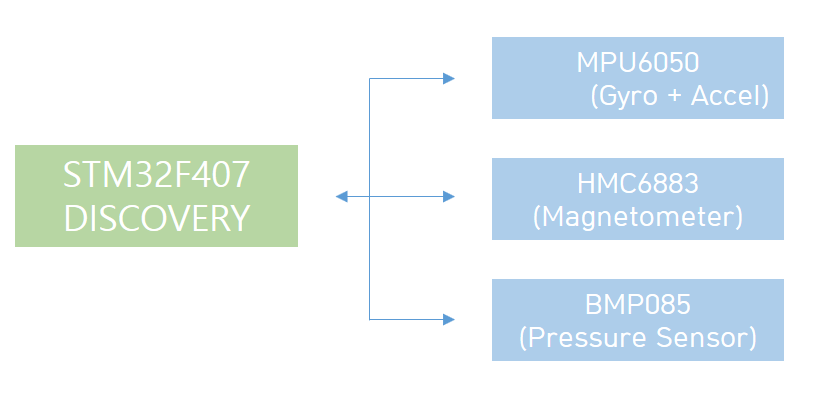 STM32F407
DISCOVERY
MPU6050
(Gyro + Accel)
HMC6883
(Magnetometer)
BMP085
(Pressure Sensor)